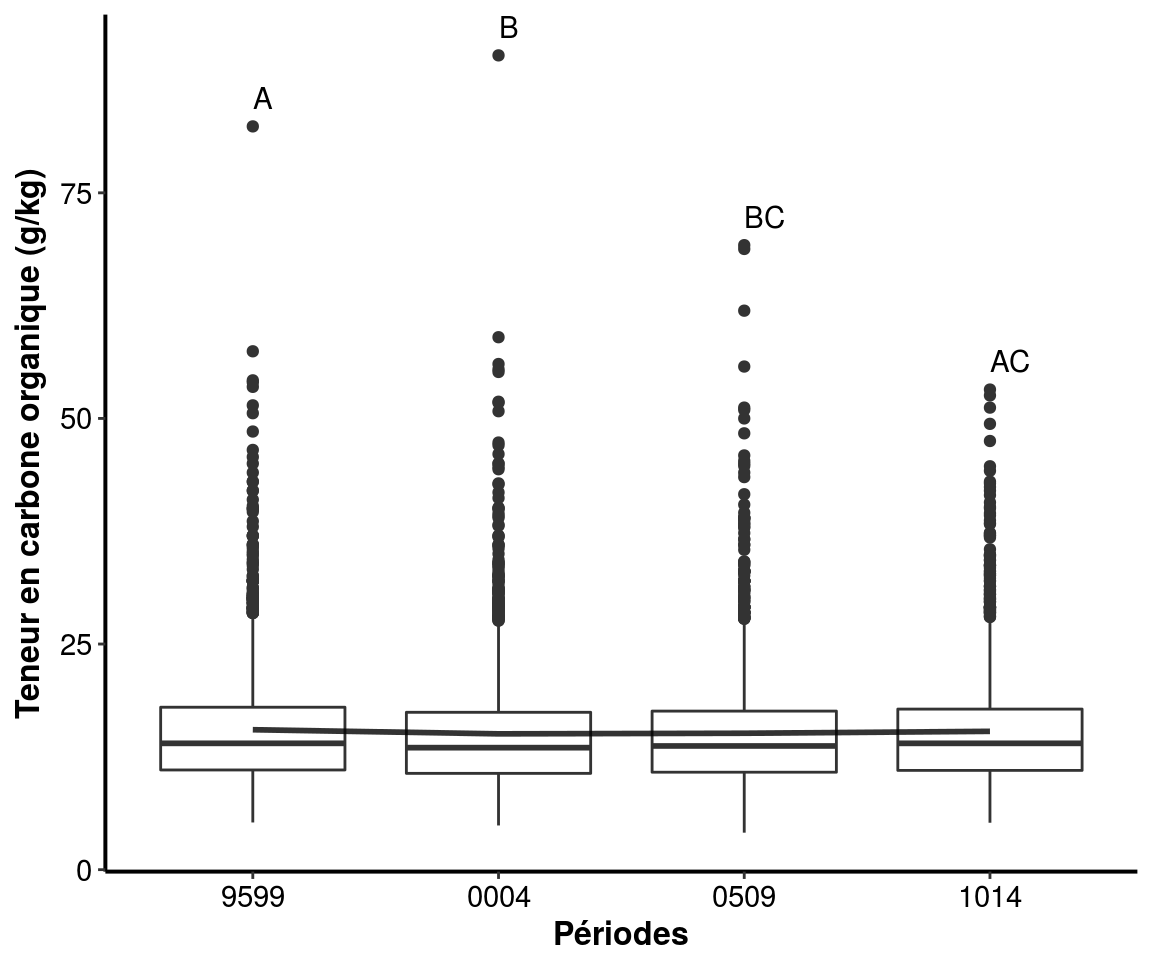 B
A
BC
AC
Teneur en carbone organique (g/kg)
75
50
25
0
9599 0004 0509 1014
Périodes